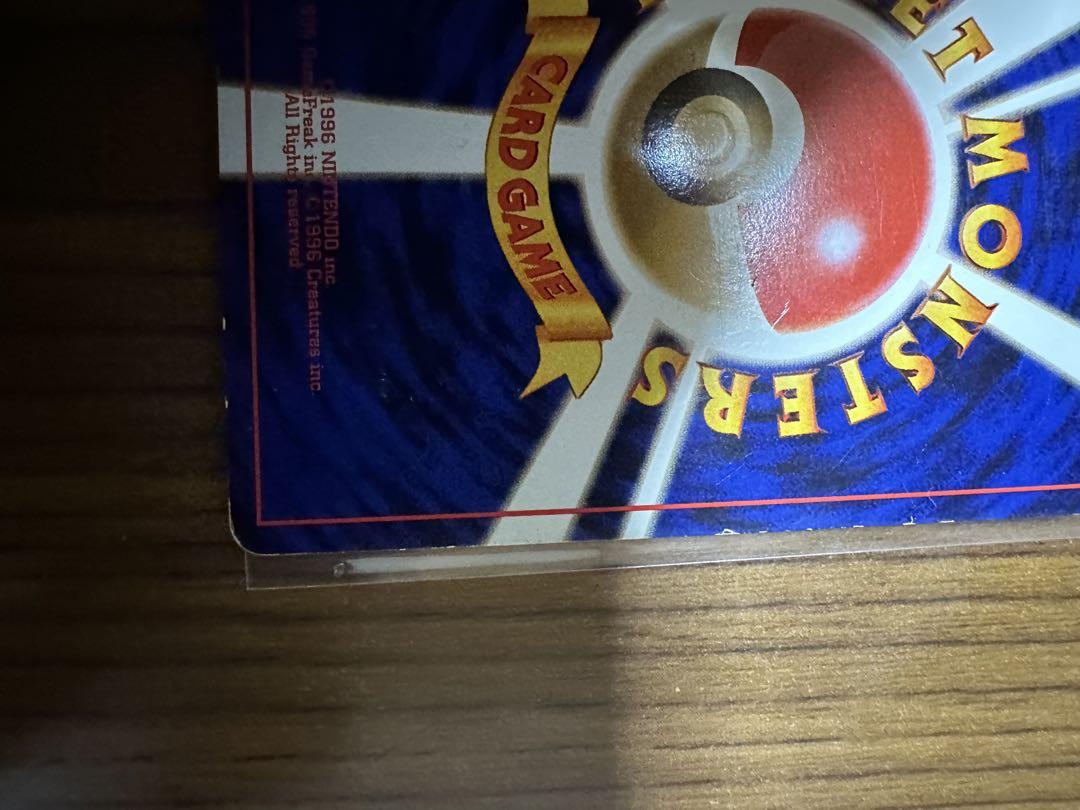 ET MONSTERS
CARD GAME
©1996 NINTENDO inc
GameFreak inc ©1996 Creatures inc
All Rights reserved